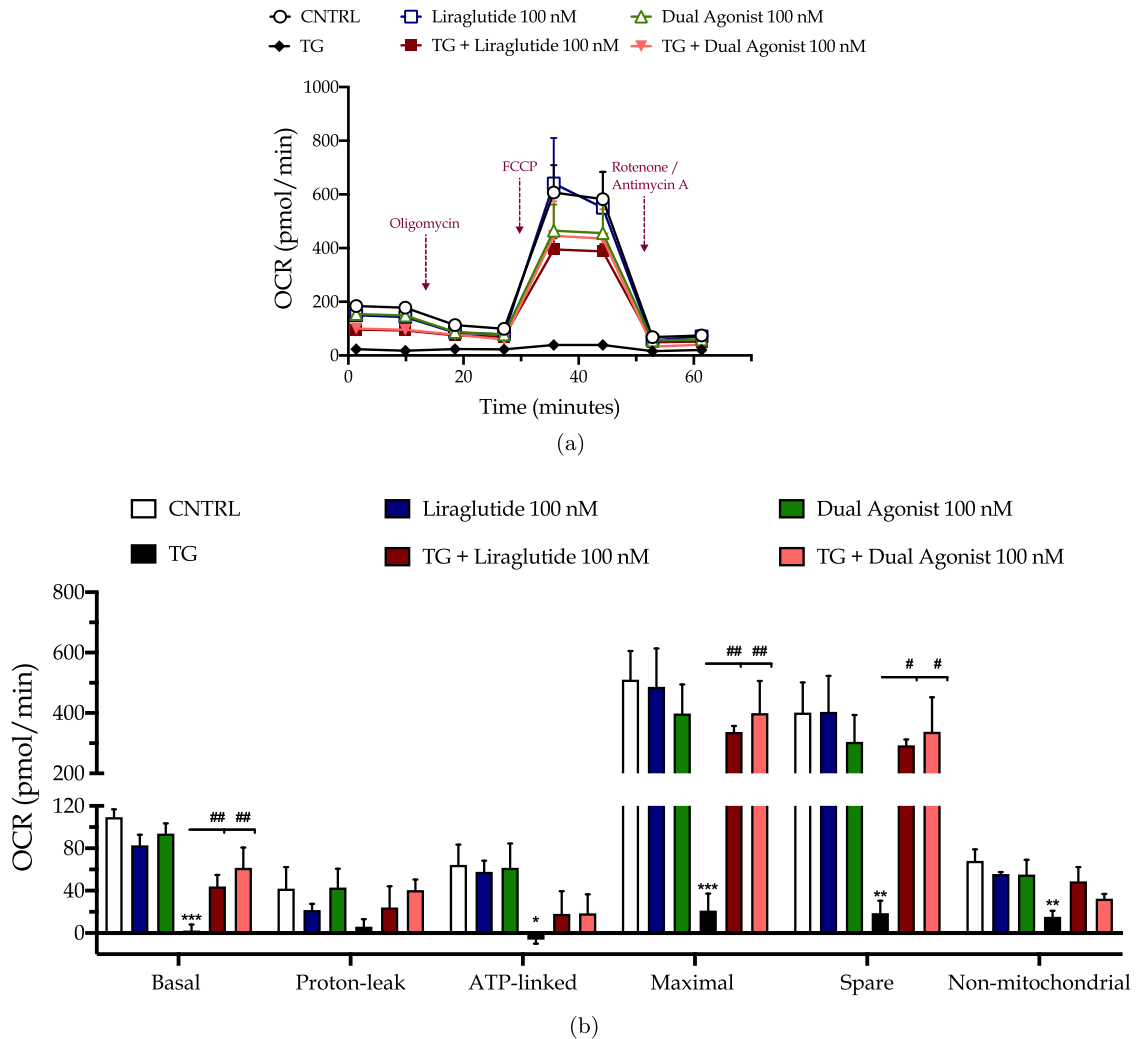 CNTRL Liraglutide 100 nM Dual Agonist 100 nM
TG TG + Liraglutide 100 nM TG + Dual Agonist 100 nM
1000
800
600
400
200
0
OCR (pmol/min)
Oligomycin
FCCP
Rotenone /
Antimycin A
0 20 40 60
Time (minutes)
(a)
CNTRL Liraglutide 100 nM Dual Agonist 100 nM
TG TG + Liraglutide 100 nM TG + Dual Agonist 100 nM
800
600
400
200
120
80
40
0
OCR (pmol/min)
## ##
***
*
## ##
***
# #
**
**
Basal Proton-leak ATP-linked Maximal Spare Non-mitochondrial
(b)